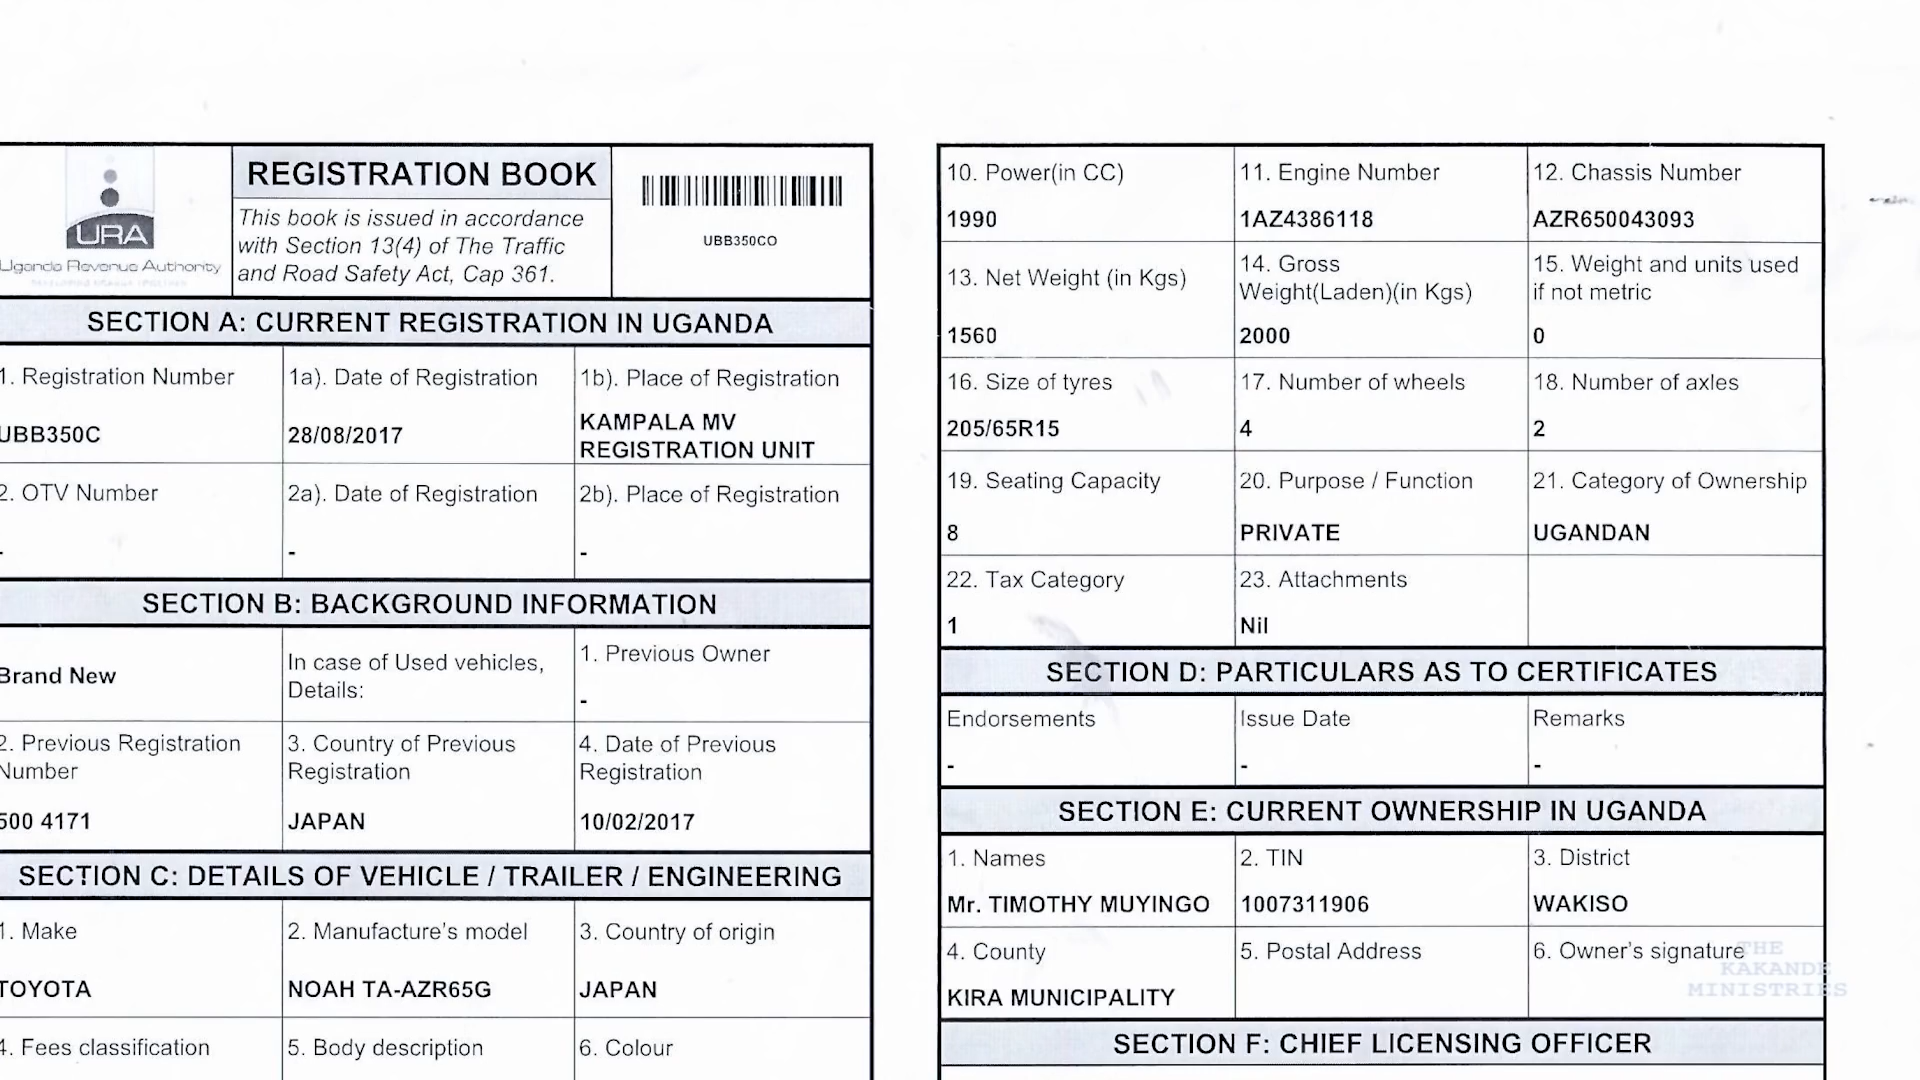 URA
Uganda Revenue Authority
REGISTRATION BOOK
This book is issued in accordance
with Section 13(4) of The Traffic
and Road Safety Act, Cap 361.
UBB350CO
SECTION A: CURRENT REGISTRATION IN UGANDA
1. Registration Number
1a). Date of Registration
1b). Place of Registration
UBB350C
28/08/2017
KAMPALA MV
REGISTRATION UNIT
2. OTV Number
2a). Date of Registration
2b). Place of Registration
-
-
-
SECTION B: BACKGROUND INFORMATION
Brand New
In case of Used vehicles,
Details:
1. Previous Owner
-
2. Previous Registration
Number
3. Country of Previous
Registration
4. Date of Previous
Registration
500 4171
JAPAN
10/02/2017
SECTION C: DETAILS OF VEHICLE / TRAILER / ENGINEERING
1. Make
2. Manufacture's model
3. Country of origin
TOYOTA
NOAH TA-AZR65G
JAPAN
4. Fees classification
5. Body description
6. Colour
10. Power(in CC)
11. Engine Number
12. Chassis Number
1990
1AZ4386118
AZR650043093
13. Net Weight (in Kgs)
14. Gross
Weight(Laden)(in Kgs)
15. Weight and units used
if not metric
1560
2000
0
16. Size of tyres
17. Number of wheels
18. Number of axles
205/65R15
4
2
19. Seating Capacity
20. Purpose / Function
21. Category of Ownership
8
PRIVATE
UGANDAN
22. Tax Category
23. Attachments
1
Nil
SECTION D: PARTICULARS AS TO CERTIFICATES
Endorsements
Issue Date
Remarks
-
-
-
SECTION E: CURRENT OWNERSHIP IN UGANDA
1. Names
2. TIN
3. District
Mr. TIMOTHY MUYINGO
1007311906
WAKISO
4. County
5. Postal Address
6. Owner's signature
KIRA MUNICIPALITY
THE
KAKANDE
MINISTRIES
SECTION F: CHIEF LICENSING OFFICER